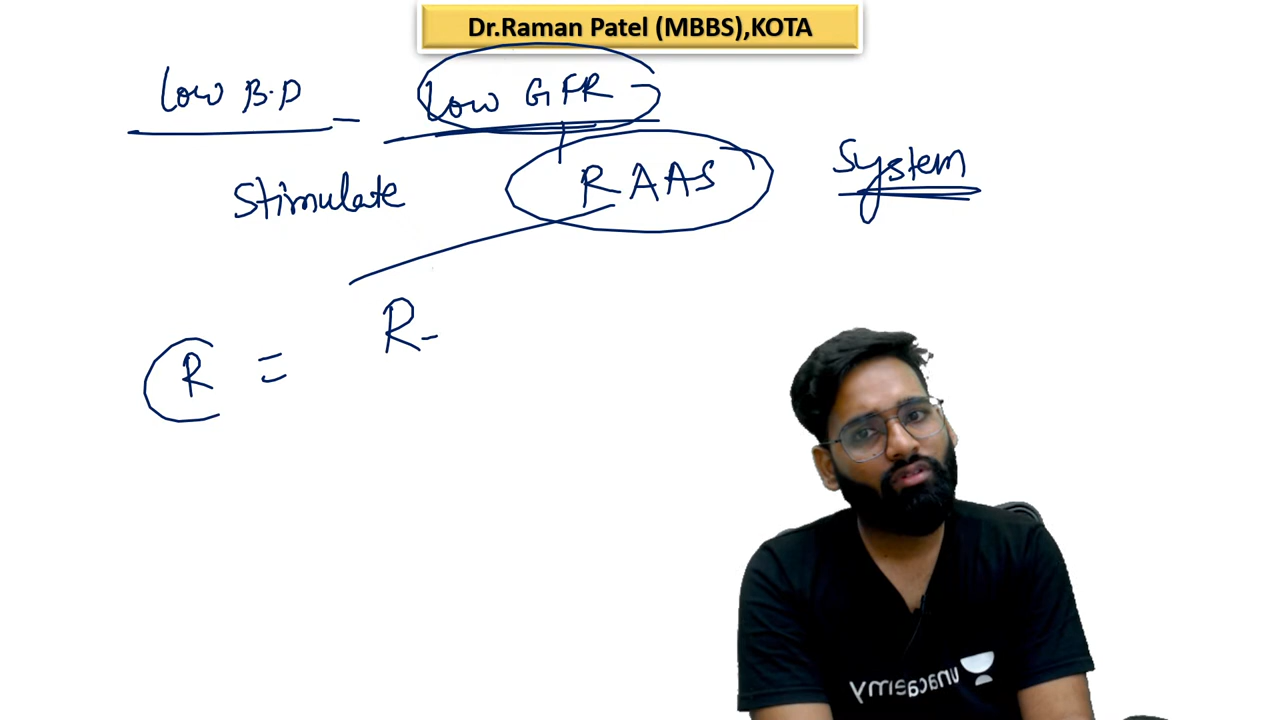 Dr.Raman Patel (MBBS),KOTA
Low B.P - Low GFR
Stimulate RAAS System
R-
R =
unacademy